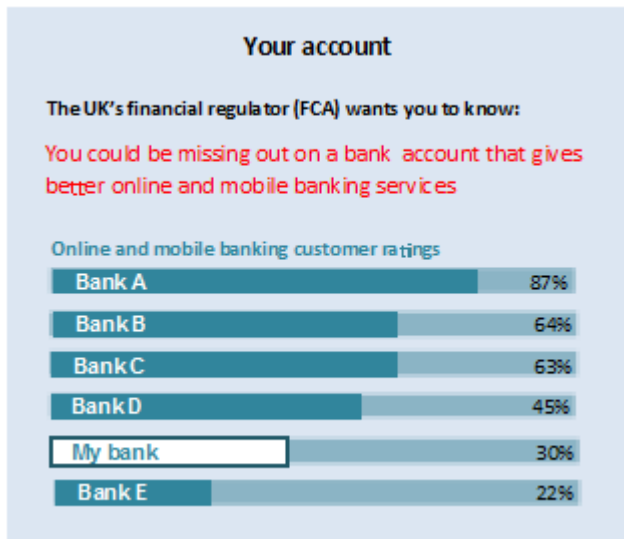 Your account
The UK's financial regulator (FCA) wants you to know:
You could be missing out on a bank account that gives
better online and mobile banking services
Online and mobile banking customer ratings
Bank A 87%
Bank B 64%
Bank C 63%
Bank D 45%
My bank 30%
Bank E 22%